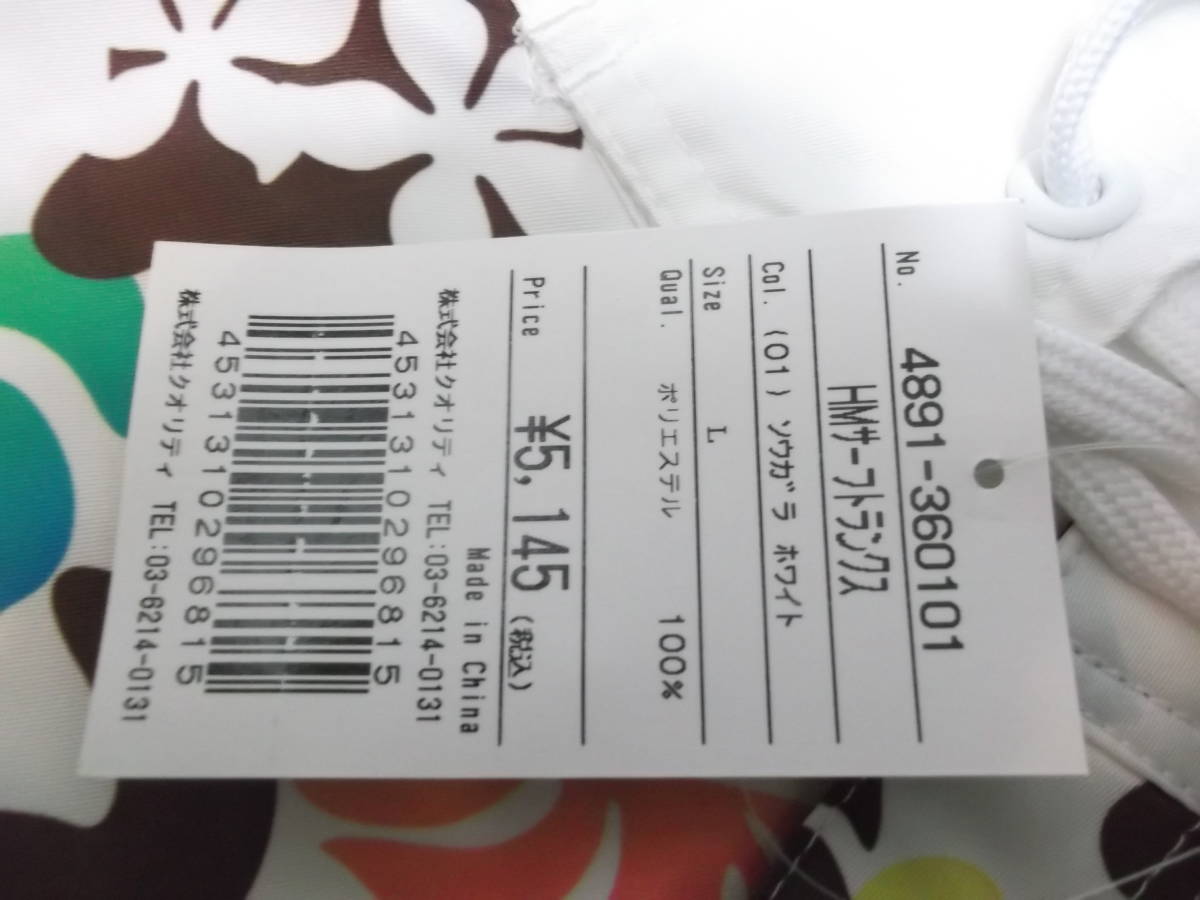 No. 4891-360101
HMｻｰﾌﾄﾗﾝｸｽ
Col. (01) ｿｳｶﾞﾗ ﾎﾜｲﾄ
Size L
Qual. ﾎﾟﾘｴｽﾃﾙ 100%
Price ¥5,145 (税込)
Made in China
株式会社クオリティ TEL:03-6214-0131
4531310296815
4531310296815
株式会社クオリティ TEL:03-6214-0131